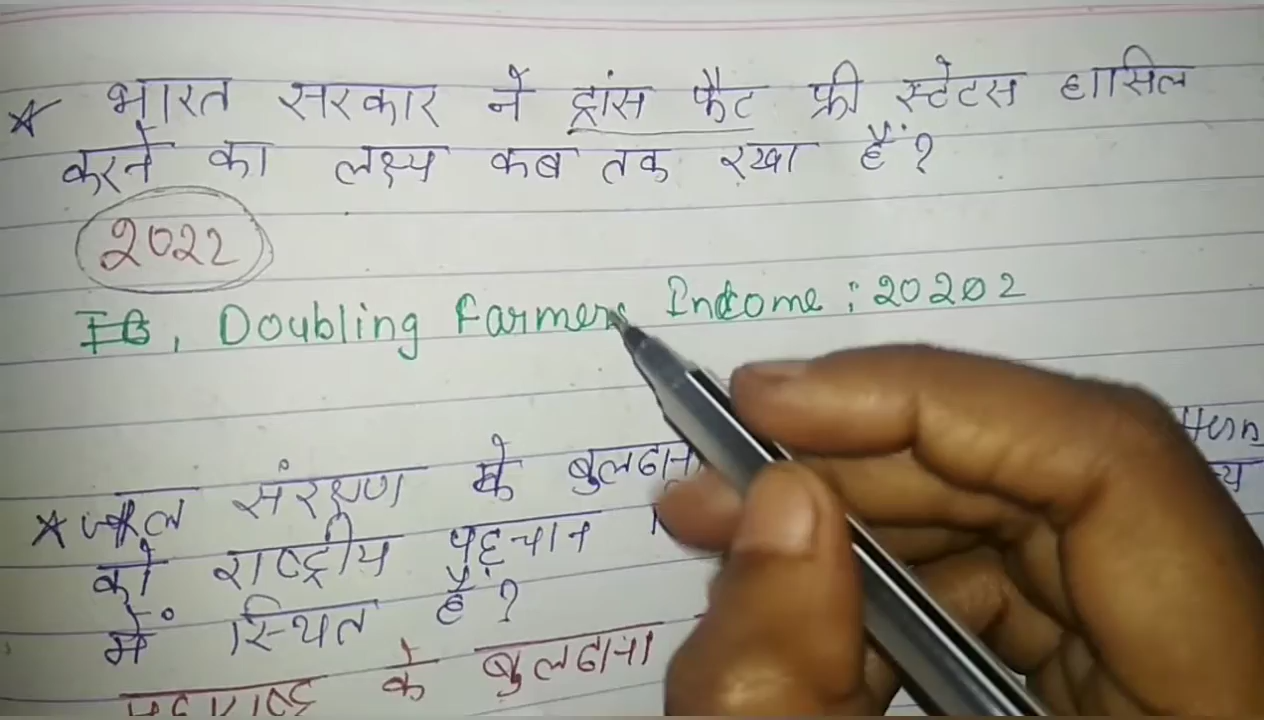 ★ भारत सरकार ने ट्रांस फैट फ्री स्टेटस हासिल
करने का लक्ष्य कब तक रखा हैं?
2022
Doubling Farmers Income : 20202
★ जल संरक्षण के बुलढाना
को राष्ट्रीय पहचान
में स्थित है?
के बुलढाना